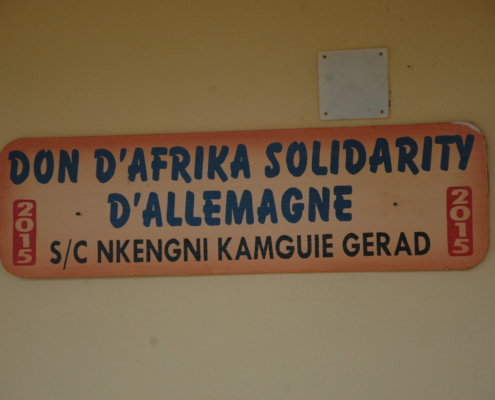 DON D'AFRIKA SOLIDARITY
D'ALLEMAGNE
2015
S/C NKENGNI KAMGUIE GERAD
2015